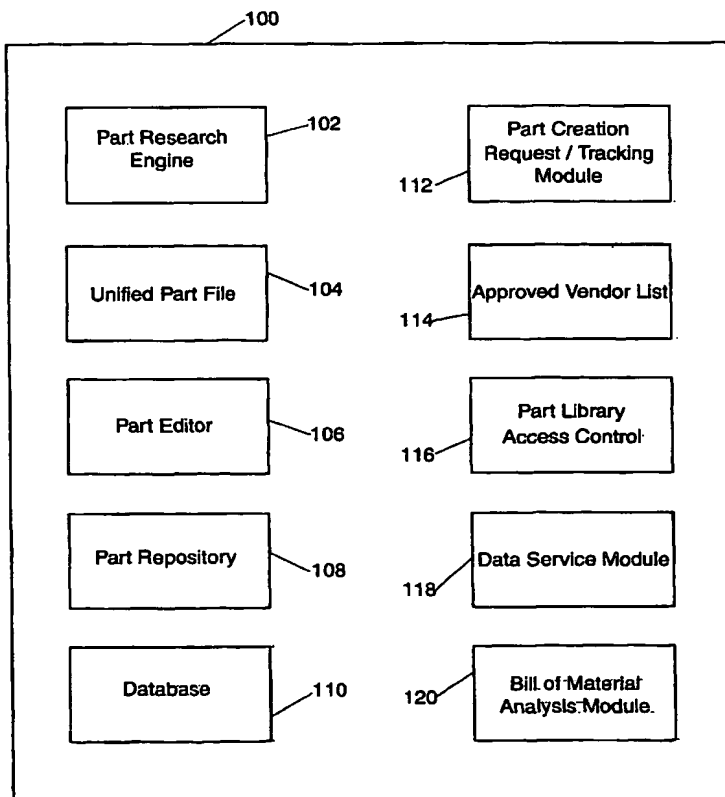 100
Part Research
Engine
102
Part Creation
Request / Tracking
Module
112
Unified Part File
104
Approved Vendor List
114
Part Editor
106
Part Library
Access Control
116
Part Repository
108
Data Service Module
118
Database
110
Bill of Material
Analysis Module
120